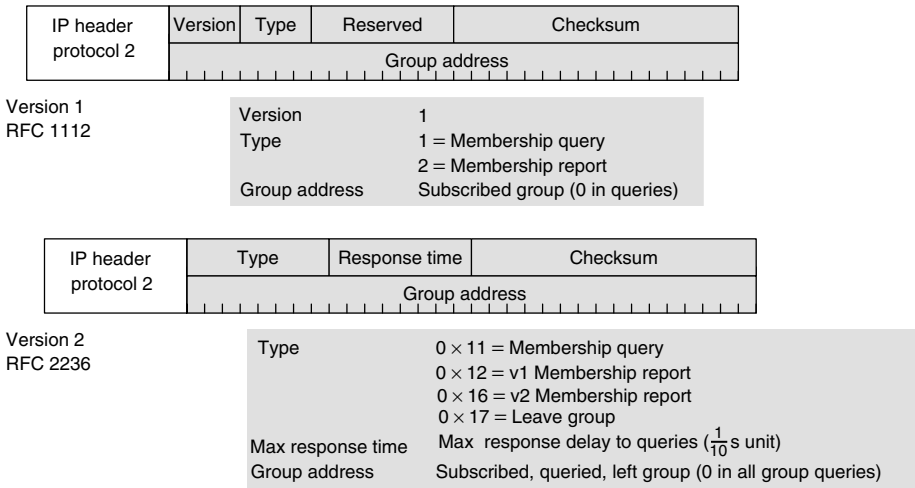 IP header protocol 2 Version Type Reserved Checksum
Group address
Version 1
RFC 1112
Version 1
Type 1 = Membership query
2 = Membership report
Group address Subscribed group (0 in queries)
IP header protocol 2 Type Response time Checksum
Group address
Version 2
RFC 2236
Type 0 × 11 = Membership query
0 × 12 = v1 Membership report
0 × 16 = v2 Membership report
0 × 17 = Leave group
Max response time Max response delay to queries (1/10 s unit)
Group address Subscribed, queried, left group (0 in all group queries)